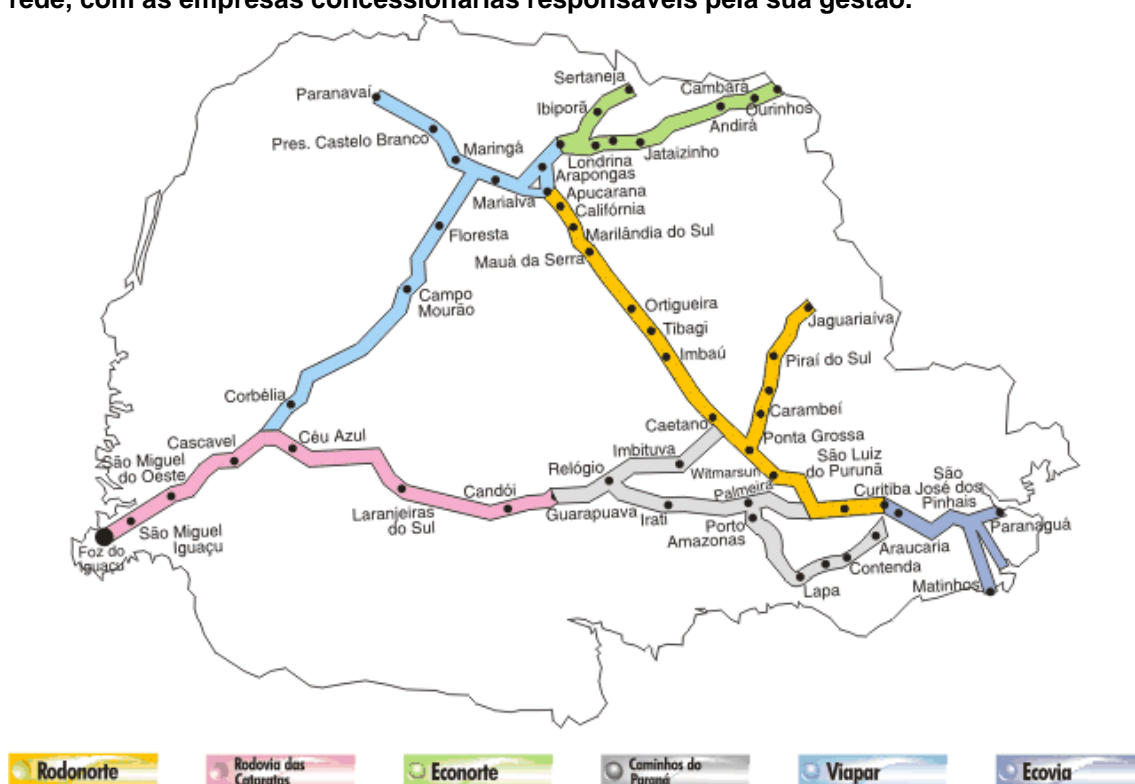 rede, com as empresas concessionárias responsáveis pela sua gestão.
Sertaneja
Paranavaí
Cambará
Ibiporã
Ourinhos
Andirá
Pres. Castelo Branco
Maringá
Londrina
Jataizinho
Arapongas
Marialva
Apucarana
Califórnia
Floresta
Marilândia do Sul
Mauá da Serra
Campo
Mourão
Ortigueira
Jaguariaíva
Tibagi
Imbaú
Piraí do Sul
Corbélia
Carambeí
Caetano
Cascavel
Céu Azul
Imbituva
Ponta Grossa
São Miguel
do Oeste
Relógio
Witmarsun
São Luiz
do Purunã
Candói
Palmeira
Curitiba
São
José dos
Pinhais
Laranjeiras
do Sul
Guarapuava
Irati
Porto
Amazonas
Paranaguá
São Miguel
Iguaçu
Foz do
Iguaçu
Araucaria
Contenda
Lapa
Matinhos
Rodonorte
Rodovia das
Cataratas
Econorte
Caminhos do
Paraná
Viapar
Ecovia